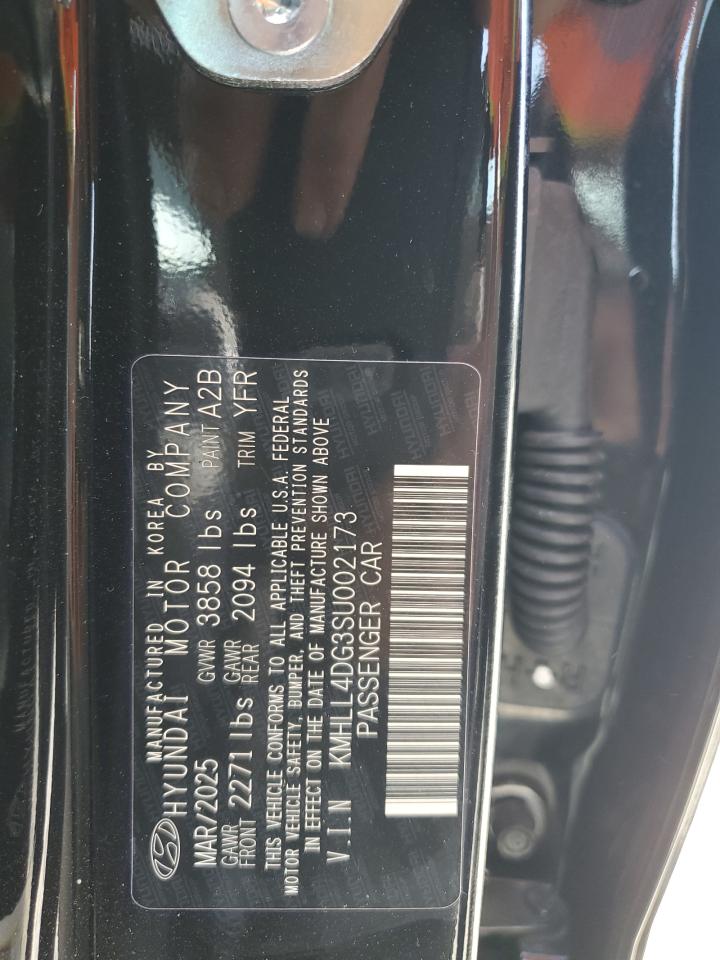 MANUFACTURED IN KOREA BY
HYUNDAI MOTOR COMPANY
MAR/2025 GVWR 3858 lbs PAINT A2B
GAWR FRONT 2271 lbs GAWR REAR 2094 lbs TRIM YFR
THIS VEHICLE CONFORMS TO ALL APPLICABLE U.S.A. FEDERAL
MOTOR VEHICLE SAFETY, BUMPER, AND THEFT PREVENTION STANDARDS
IN EFFECT ON THE DATE OF MANUFACTURE SHOWN ABOVE
V.I.N KMHLL4DG3SU002173
PASSENGER CAR